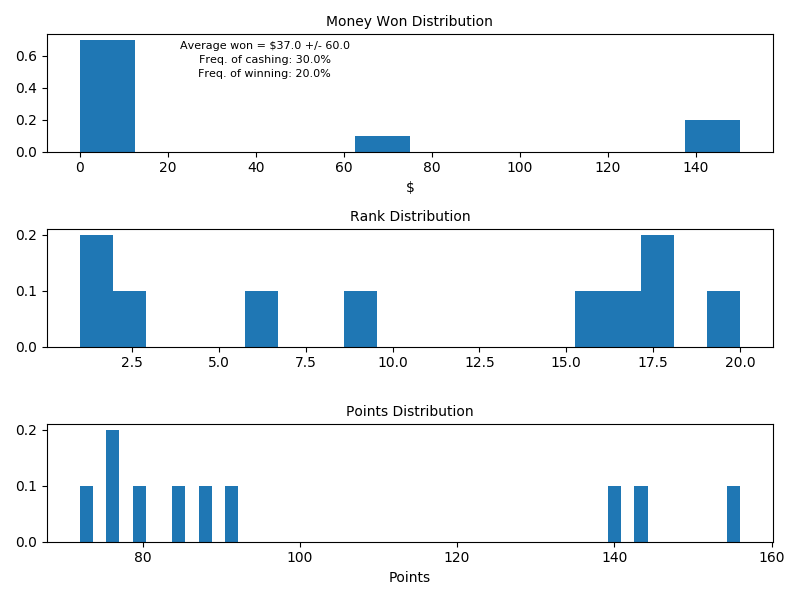 Money Won Distribution
Average won = $37.0 +/- 60.0
Freq. of cashing: 30.0%
Freq. of winning: 20.0%
0.6
0.4
0.2
0.0
0 20 40 60 80 100 120 140
$
Rank Distribution
0.2
0.1
0.0
2.5 5.0 7.5 10.0 12.5 15.0 17.5 20.0
Points Distribution
0.2
0.1
0.0
80 100 120 140 160
Points